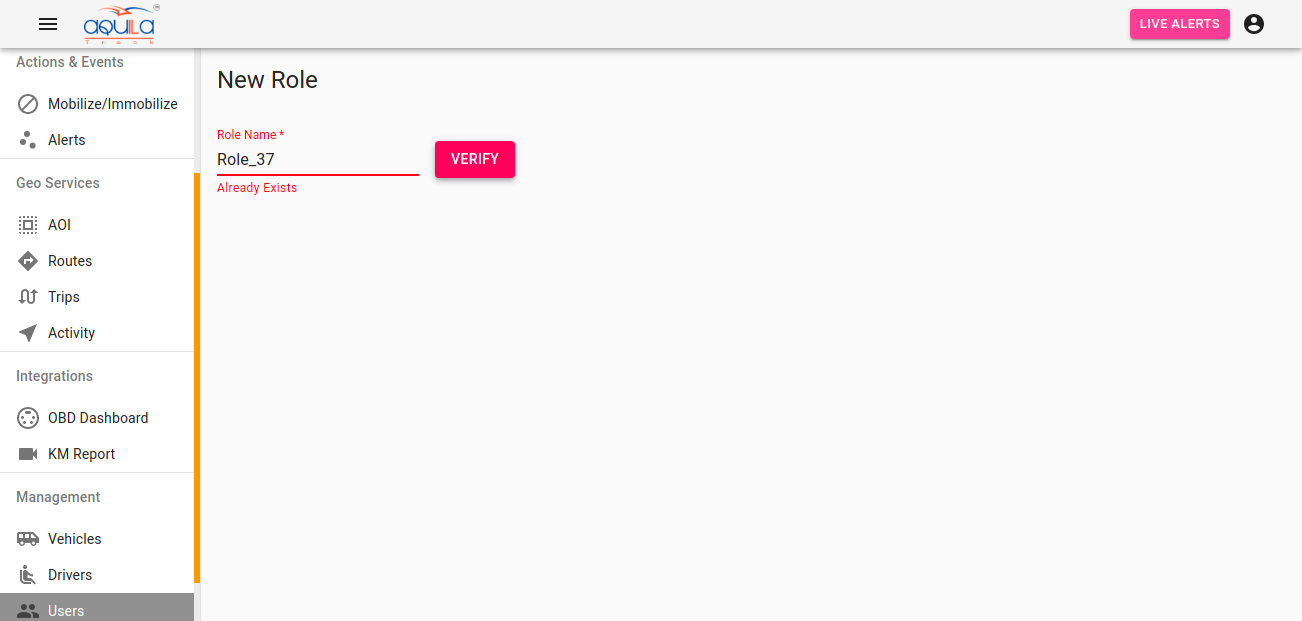 AQUILA
Track
LIVE ALERTS
Actions & Events
Mobilize/Immobilize
Alerts
Geo Services
AOI
Routes
Trips
Activity
Integrations
OBD Dashboard
KM Report
Management
Vehicles
Drivers
Users
New Role
Role Name *
Role_37
VERIFY
Already Exists